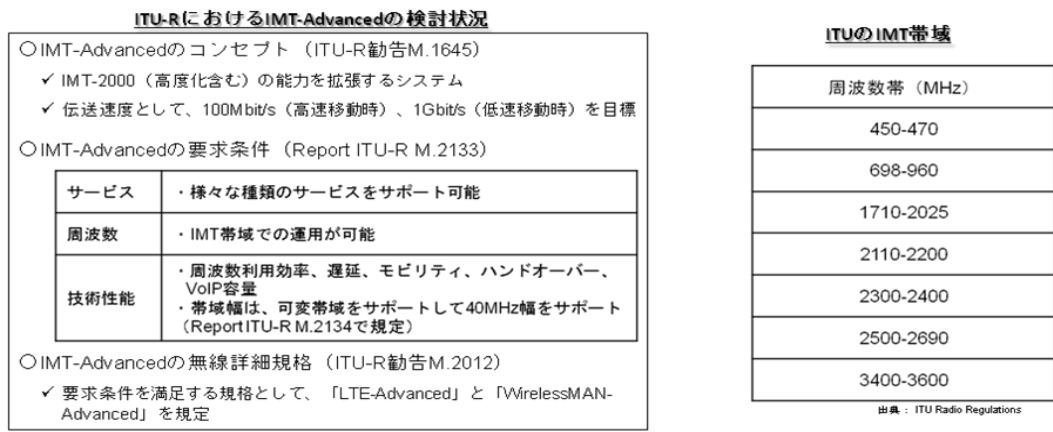 ITU-RにおけるIMT-Advancedの検討状況
○IMT-Advancedのコンセプト（ITU-R勧告M.1645）
✓ IMT-2000（高度化含む）の能力を拡張するシステム
✓ 伝送速度として、100Mbit/s（高速移動時）、1Gbit/s（低速移動時）を目標
○IMT-Advancedの要求条件（Report ITU-R M.2133）
サービス
・様々な種類のサービスをサポート可能
周波数
・IMT帯域での運用が可能
技術性能
・周波数利用効率、遅延、モビリティ、ハンドオーバー、
VoIP容量
・帯域幅は、可変帯域をサポートして40MHz幅をサポート
（Report ITU-R M.2134で規定）
○IMT-Advancedの無線詳細規格（ITU-R勧告M.2012）
✓ 要求条件を満足する規格として、「LTE-Advanced」と「WirelessMAN-
Advanced」を規定
ITUのIMT帯域
周波数帯（MHz）
450-470
698-960
1710-2025
2110-2200
2300-2400
2500-2690
3400-3600
出典：ITU Radio Regulations